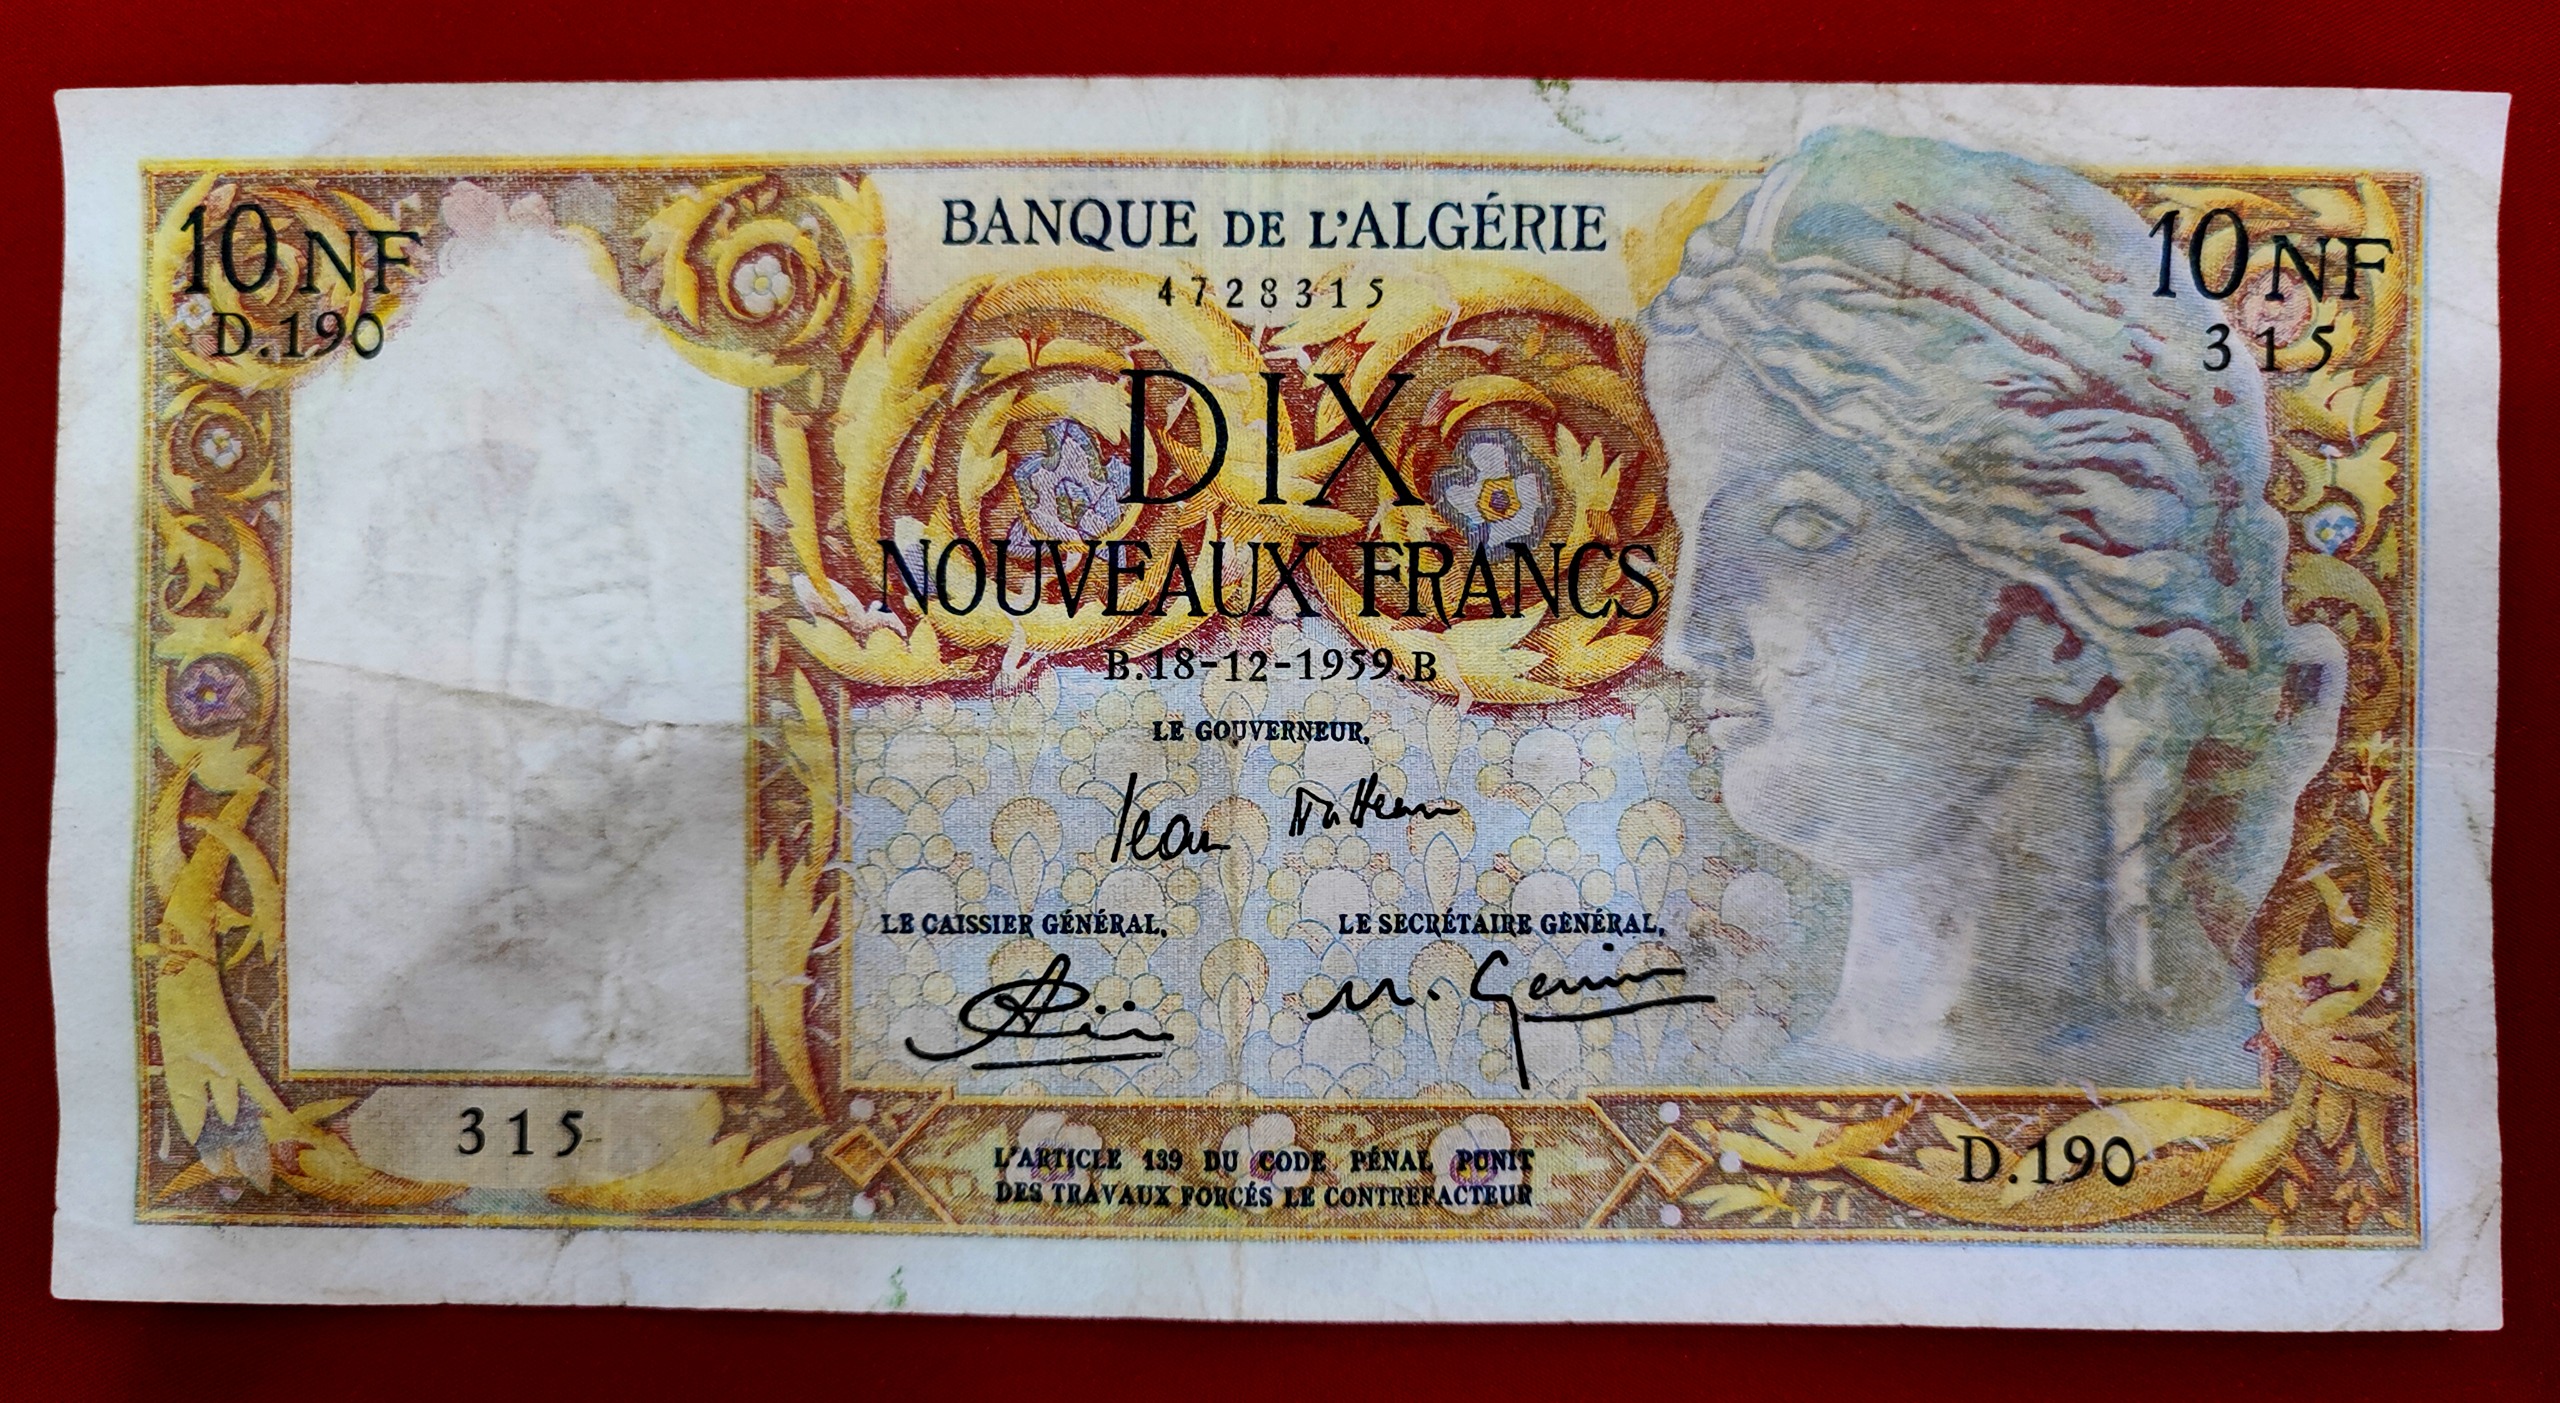 BANQUE DE L'ALGÉRIE
10 NF
10 NF
D.190
4728315
315
DIX
NOUVEAUX FRANCS
B.18-12-1959.B
LE GOUVERNEUR,
LE CAISSIER GÉNÉRAL,
LE SECRÉTAIRE GÉNÉRAL,
315
D.190
L'ARTICLE 139 DU CODE PÉNAL PUNIT
DES TRAVAUX FORCÉS LE CONTREFACTEUR